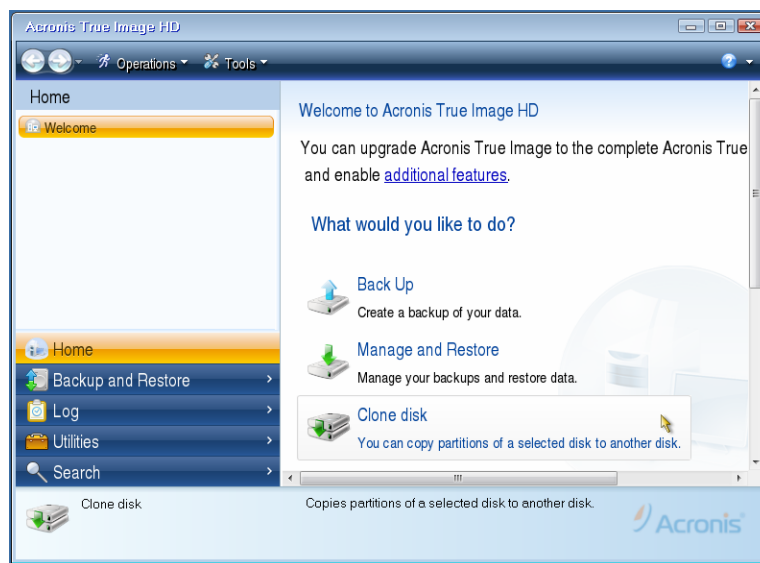 Acronis True Image HD
Operations
Tools
Home
Welcome
Welcome to Acronis True Image HD
You can upgrade Acronis True Image to the complete Acronis True
and enable additional features.
What would you like to do?
Back Up
Create a backup of your data.
Manage and Restore
Manage your backups and restore data.
Clone disk
You can copy partitions of a selected disk to another disk.
Home
Backup and Restore
Log
Utilities
Search
Clone disk
Copies partitions of a selected disk to another disk.
Acronis